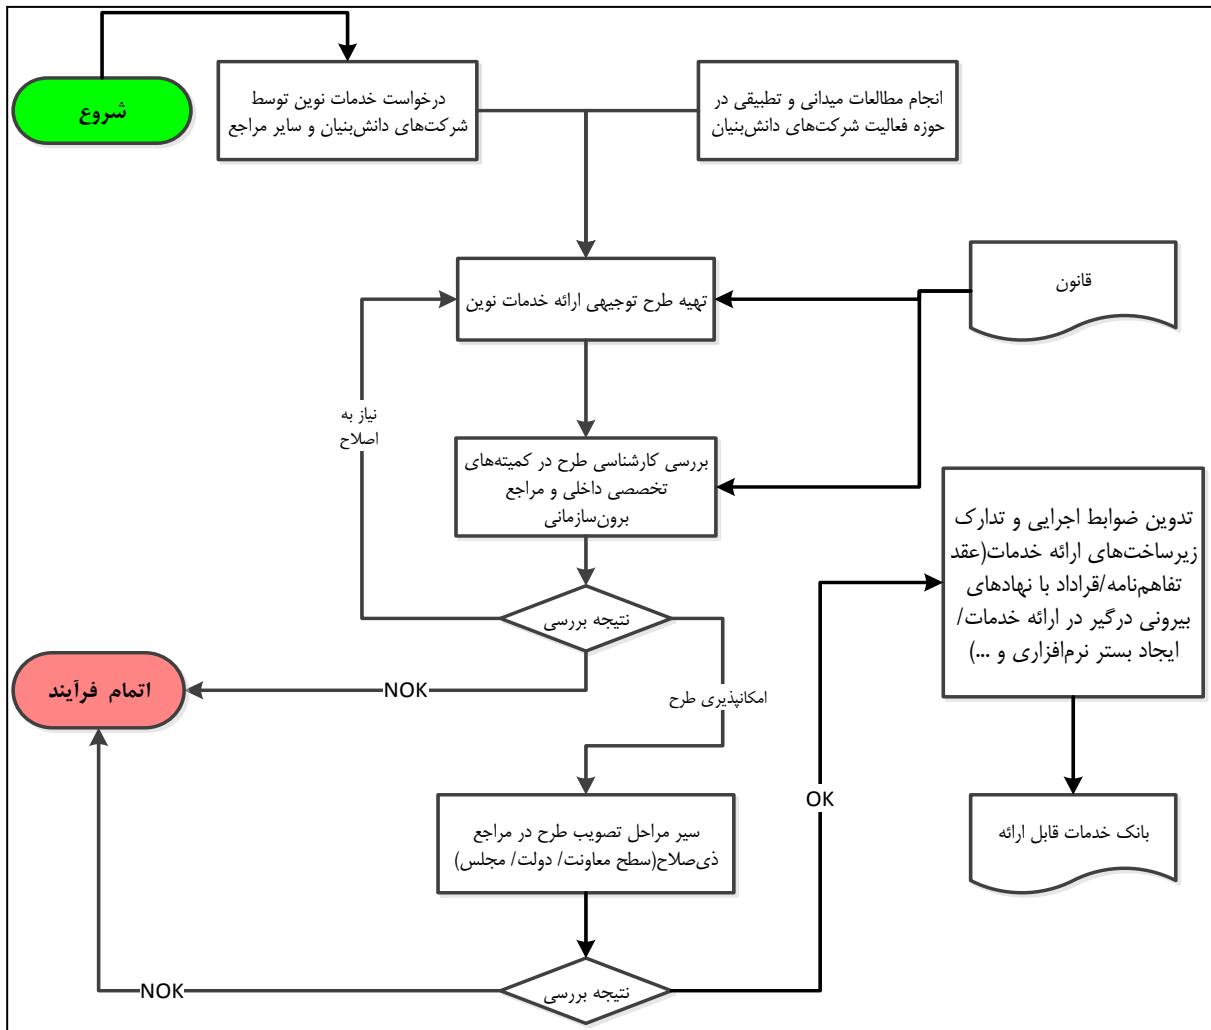 شروع
درخواست خدمات نوین توسط
شرکت‌های دانش‌بنیان و سایر مراجع
انجام مطالعات میدانی و تطبیقی در
حوزه فعالیت شرکت‌های دانش‌بنیان
قانون
تهیه طرح توجیهی ارائه خدمات نوین
نیاز به
اصلاح
بررسی کارشناسی طرح در کمیته‌های
تخصصی داخلی و مراجع
برون‌سازمانی
نتیجه بررسی
NOK
اتمام فرآیند
امکانپذیری طرح
سیر مراحل تصویب طرح در مراجع
ذی‌صلاح(سطح معاونت/ دولت/ مجلس)
نتیجه بررسی
NOK
OK
تدوین ضوابط اجرایی و تدارک
زیرساخت‌های ارائه خدمات(عقد
تفاهم‌نامه/قراداد با نهادهای
بیرونی درگیر در ارائه خدمات/
ایجاد بستر نرم‌افزاری و ...)
بانک خدمات قابل ارائه